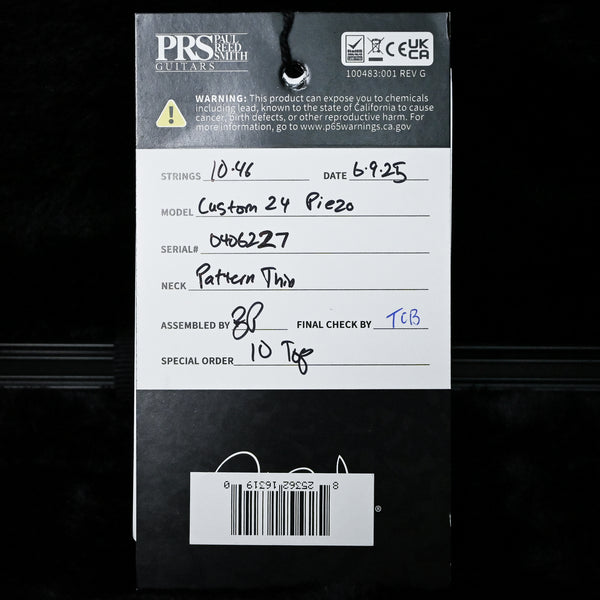 PRS PAUL REED SMITH
GUITARS
UK CA
100483:001 REV G
WARNING: This product can expose you to chemicals
including lead, known to the state of California to cause
cancer, birth defects, or other reproductive harm. For
more information, go to www.p65warnings.ca.gov
STRINGS 10.46 DATE 6.9.25
MODEL Custom 24 Piezo
SERIAL# 0406227
NECK Pattern Thin
ASSEMBLED BY BP FINAL CHECK BY TCB
SPECIAL ORDER 10 Top
8 25362 16319 0
®